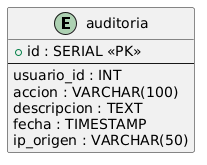 E auditoria
+ id : SERIAL «PK»
usuario_id : INT
accion : VARCHAR(100)
descripcion : TEXT
fecha : TIMESTAMP
ip_origen : VARCHAR(50)